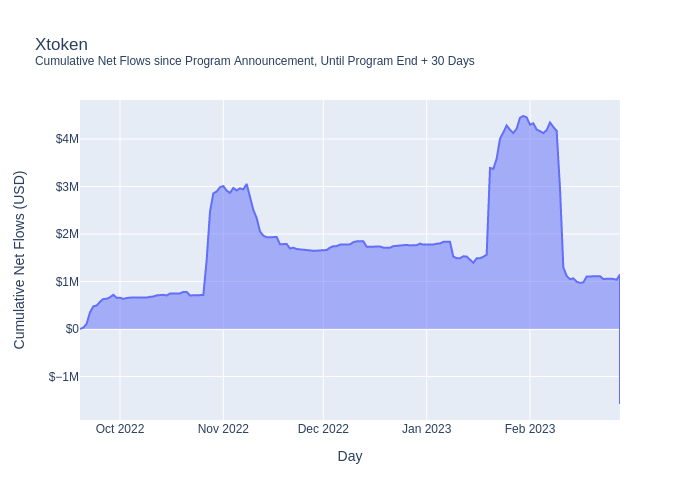 Xtoken
Cumulative Net Flows since Program Announcement, Until Program End + 30 Days
Cumulative Net Flows (USD)
$4M
$3M
$2M
$1M
$0
$−1M
Oct 2022
Nov 2022
Dec 2022
Jan 2023
Feb 2023
Day